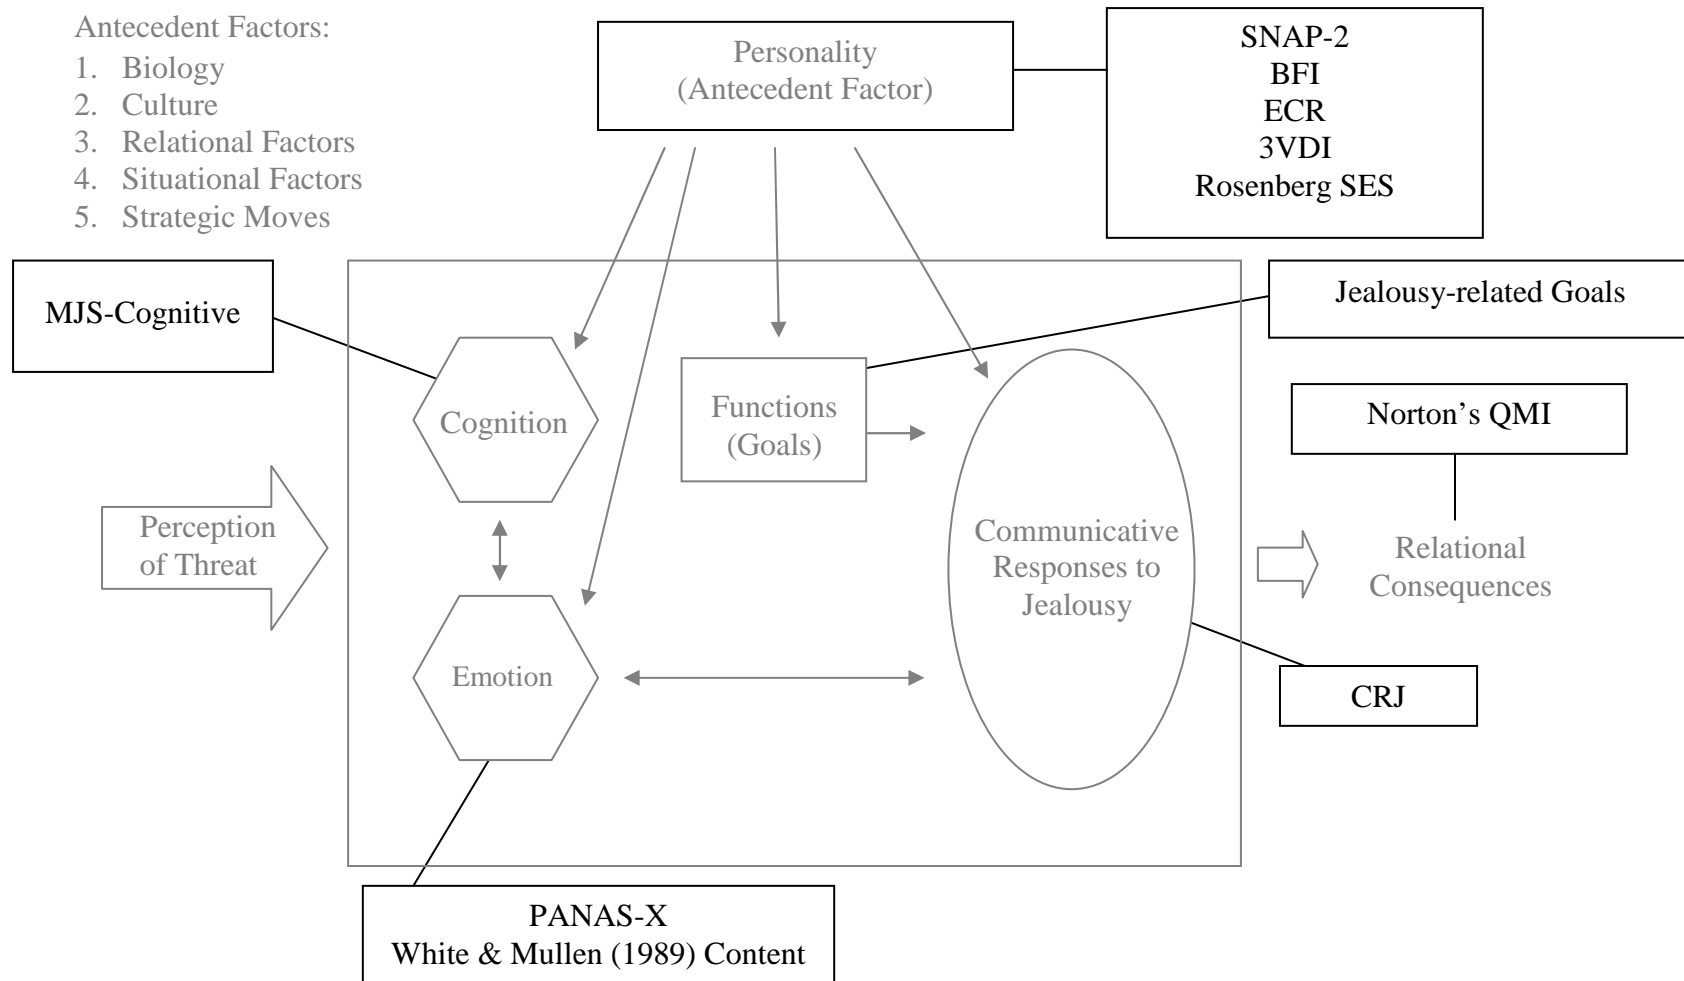 Antecedent Factors:
1. Biology
2. Culture
3. Relational Factors
4. Situational Factors
5. Strategic Moves
Personality
(Antecedent Factor)
SNAP-2
BFI
ECR
3VDI
Rosenberg SES
MJS-Cognitive
Jealousy-related Goals
Cognition
Functions
(Goals)
Norton’s QMI
Perception
of Threat
Communicative
Responses to
Jealousy
Relational
Consequences
Emotion
CRJ
PANAS-X
White & Mullen (1989) Content